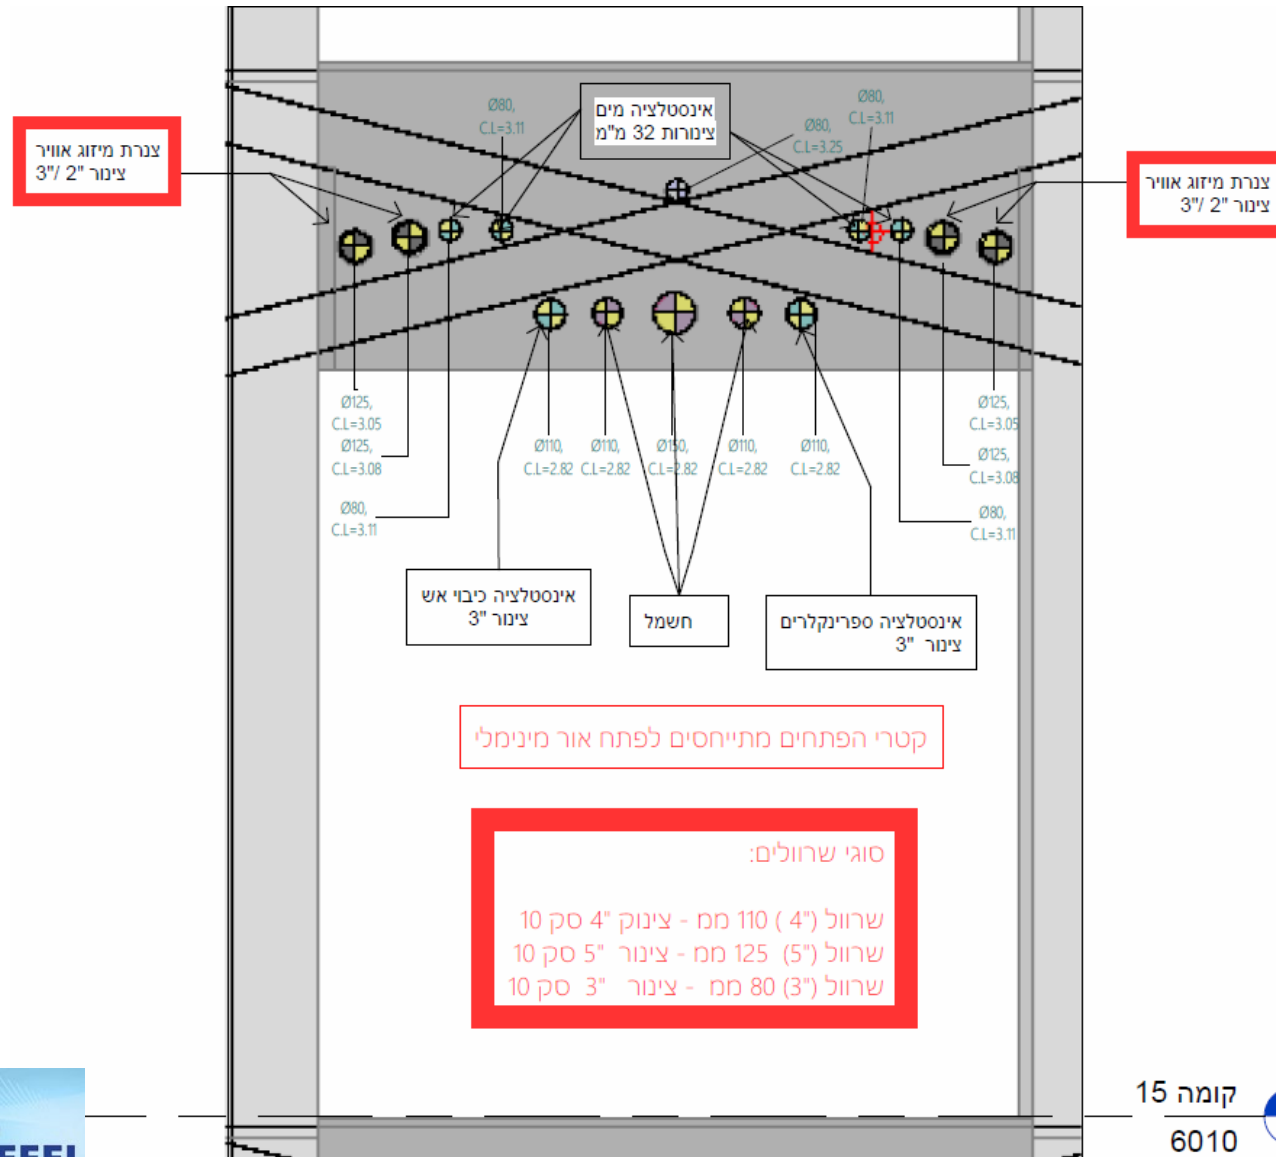 Ø80,
C.L=3.11
אינסטלציה מים
צינורות 32 מ"מ
Ø80,
C.L=3.11
Ø80,
C.L=3.25
צנרת מיזוג אוויר
צינור "2 /"3
צנרת מיזוג אוויר
צינור "2 /"3
Ø125,
C.L=3.05
Ø125,
C.L=3.08
Ø80,
C.L=3.11
Ø110,
C.L=2.82
Ø110,
C.L=2.82
Ø150,
C.L=2.82
Ø110,
C.L=2.82
Ø110,
C.L=2.82
Ø125,
C.L=3.05
Ø125,
C.L=3.08
Ø80,
C.L=3.11
אינסטלציה כיבוי אש
צינור "3
חשמל
אינסטלציה ספרינקלרים
צינור "3
קטרי הפתחים מתייחסים לפתח אור מינימלי
סוגי שרוולים:
שרוול ("4 ) 110 ממ - צינוק "4 סק 10
שרוול ("5) 125 ממ - צינור "5 סק 10
שרוול ("3) 80 ממ - צינור "3 סק 10
קומה 15
6010